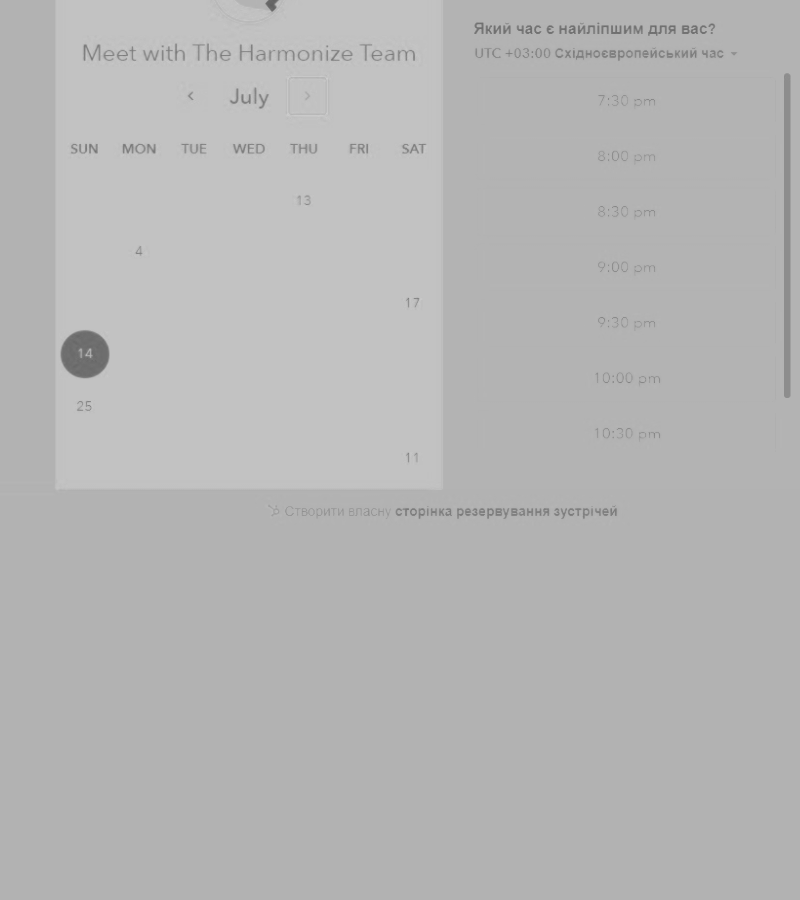 Meet with The Harmonize Team
July
SUN MON TUE WED THU FRI SAT
13
4
17
14
25
11
Який час є найліпшим для вас?
UTC +03:00 Східноєвропейський час
7:30 pm
8:00 pm
8:30 pm
9:00 pm
9:30 pm
10:00 pm
10:30 pm
Створити власну сторінка резервування зустрічей